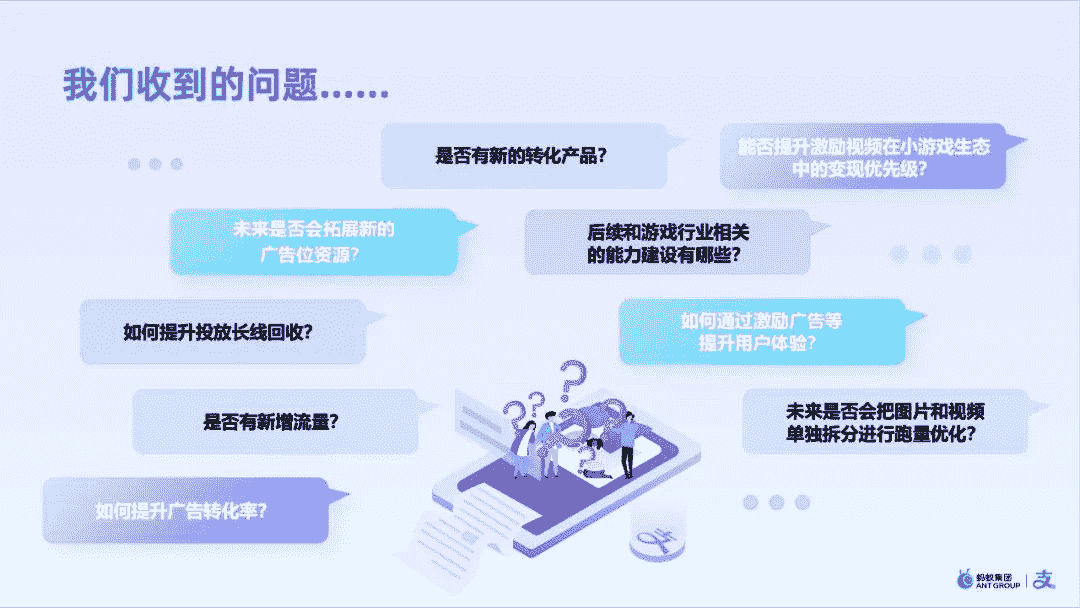 我们收到的问题......
是否有新的转化产品？
能否提升激励视频在小游戏生态
中的变现优先级？
未来是否会拓展新的
广告位资源？
后续和游戏行业相关
的能力建设有哪些？
如何提升投放长线回收？
如何通过激励广告等
提升用户体验？
是否有新增流量？
未来是否会把图片和视频
单独拆分进行跑量优化？
如何提升广告转化率？
蚂蚁集团
ANT GROUP
支